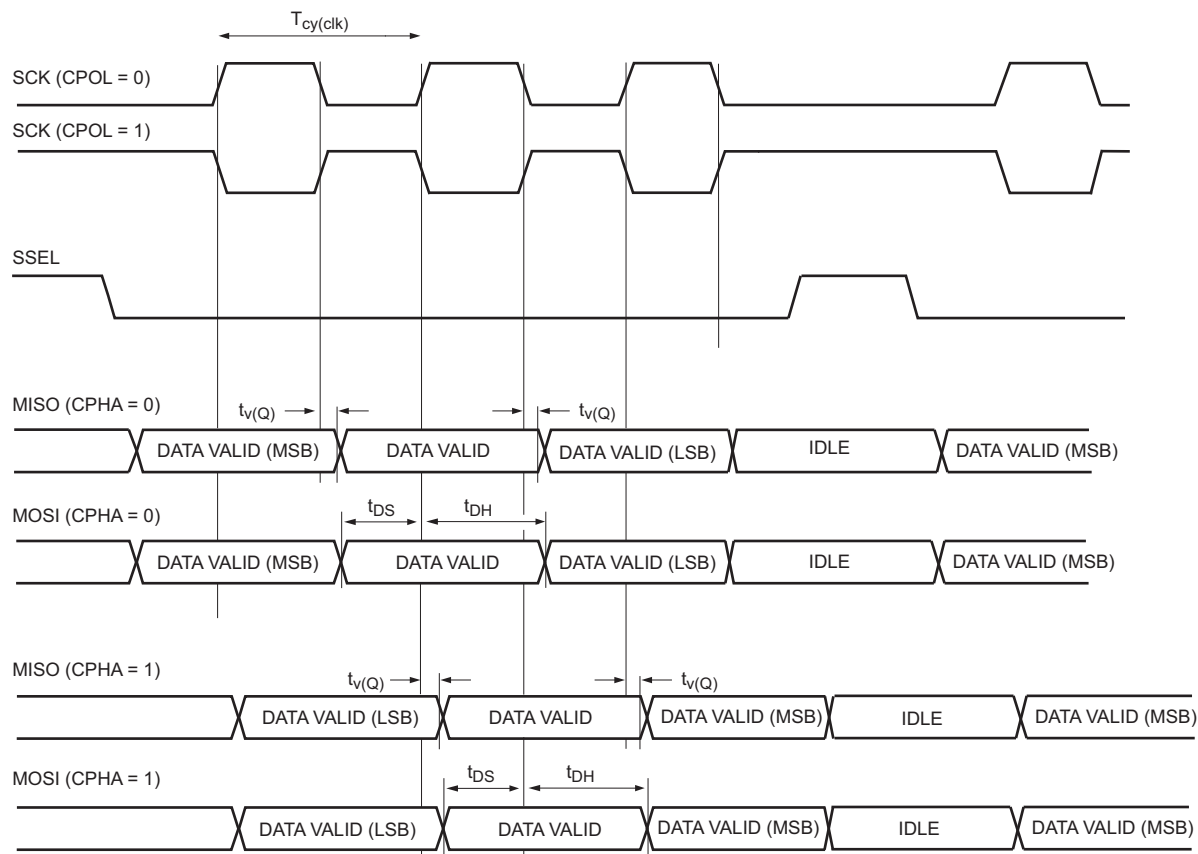 Tcy(clk)
SCK (CPOL = 0)
SCK (CPOL = 1)
SSEL
MISO (CPHA = 0)
tv(Q) tv(Q)
DATA VALID (MSB) DATA VALID DATA VALID (LSB) IDLE DATA VALID (MSB)
tDS tDH
MOSI (CPHA = 0)
DATA VALID (MSB) DATA VALID DATA VALID (LSB) IDLE DATA VALID (MSB)
MISO (CPHA = 1)
tv(Q) tv(Q)
DATA VALID (LSB) DATA VALID DATA VALID (MSB) IDLE DATA VALID (MSB)
tDS tDH
MOSI (CPHA = 1)
DATA VALID (LSB) DATA VALID DATA VALID (MSB) IDLE DATA VALID (MSB)